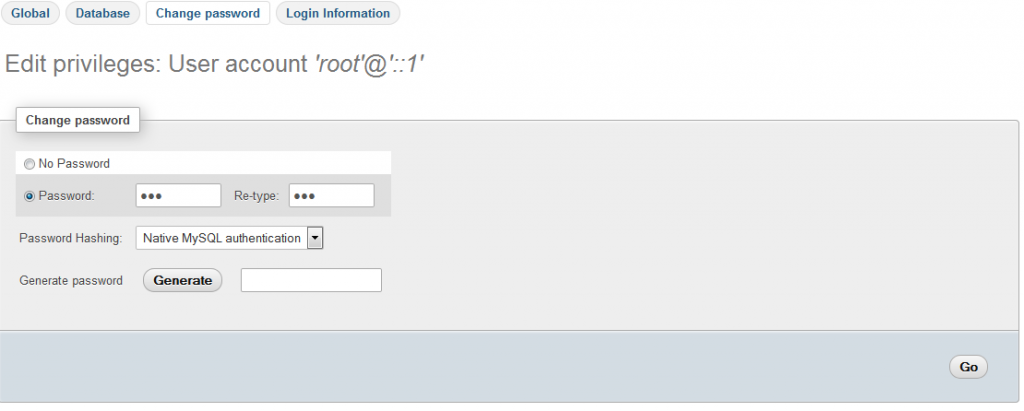 Global Database Change password Login Information
Edit privileges: User account 'root'@'::1'
Change password
No Password
Password: ●●● Re-type: ●●●
Password Hashing: Native MySQL authentication
Generate password Generate
Go